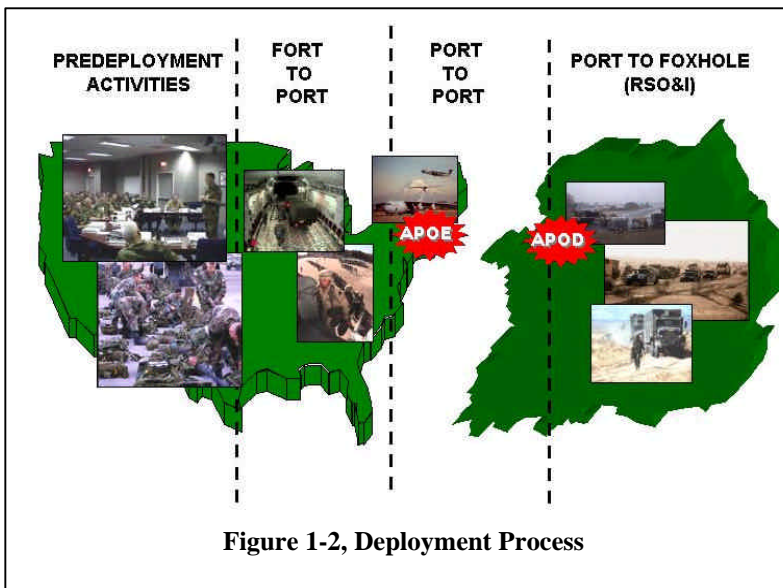 PREDEPLOYMENT
ACTIVITIES
FORT
TO
PORT
PORT
TO
PORT
PORT TO FOXHOLE
(RSO&I)
APOE
APOD
Figure 1-2, Deployment Process